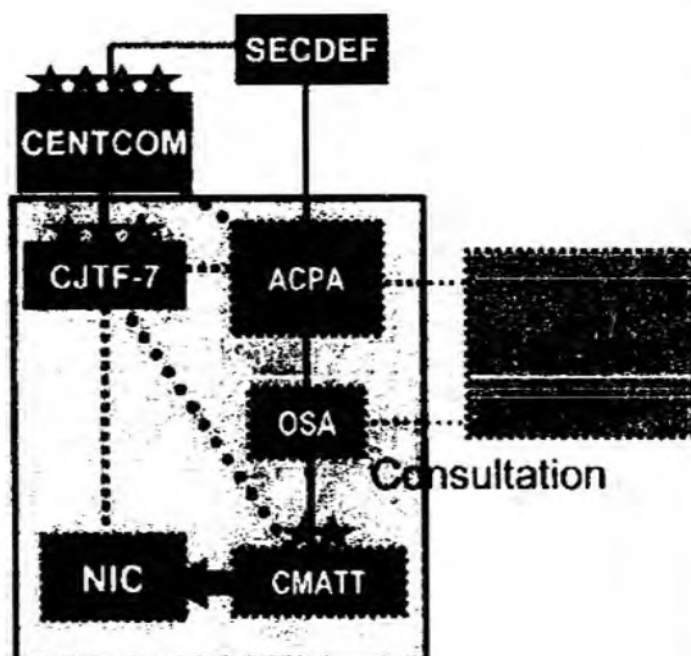 SECDEF
CENTCOM
CJTF-7
ACPA
OSA
Consultation
NIC
CMATT